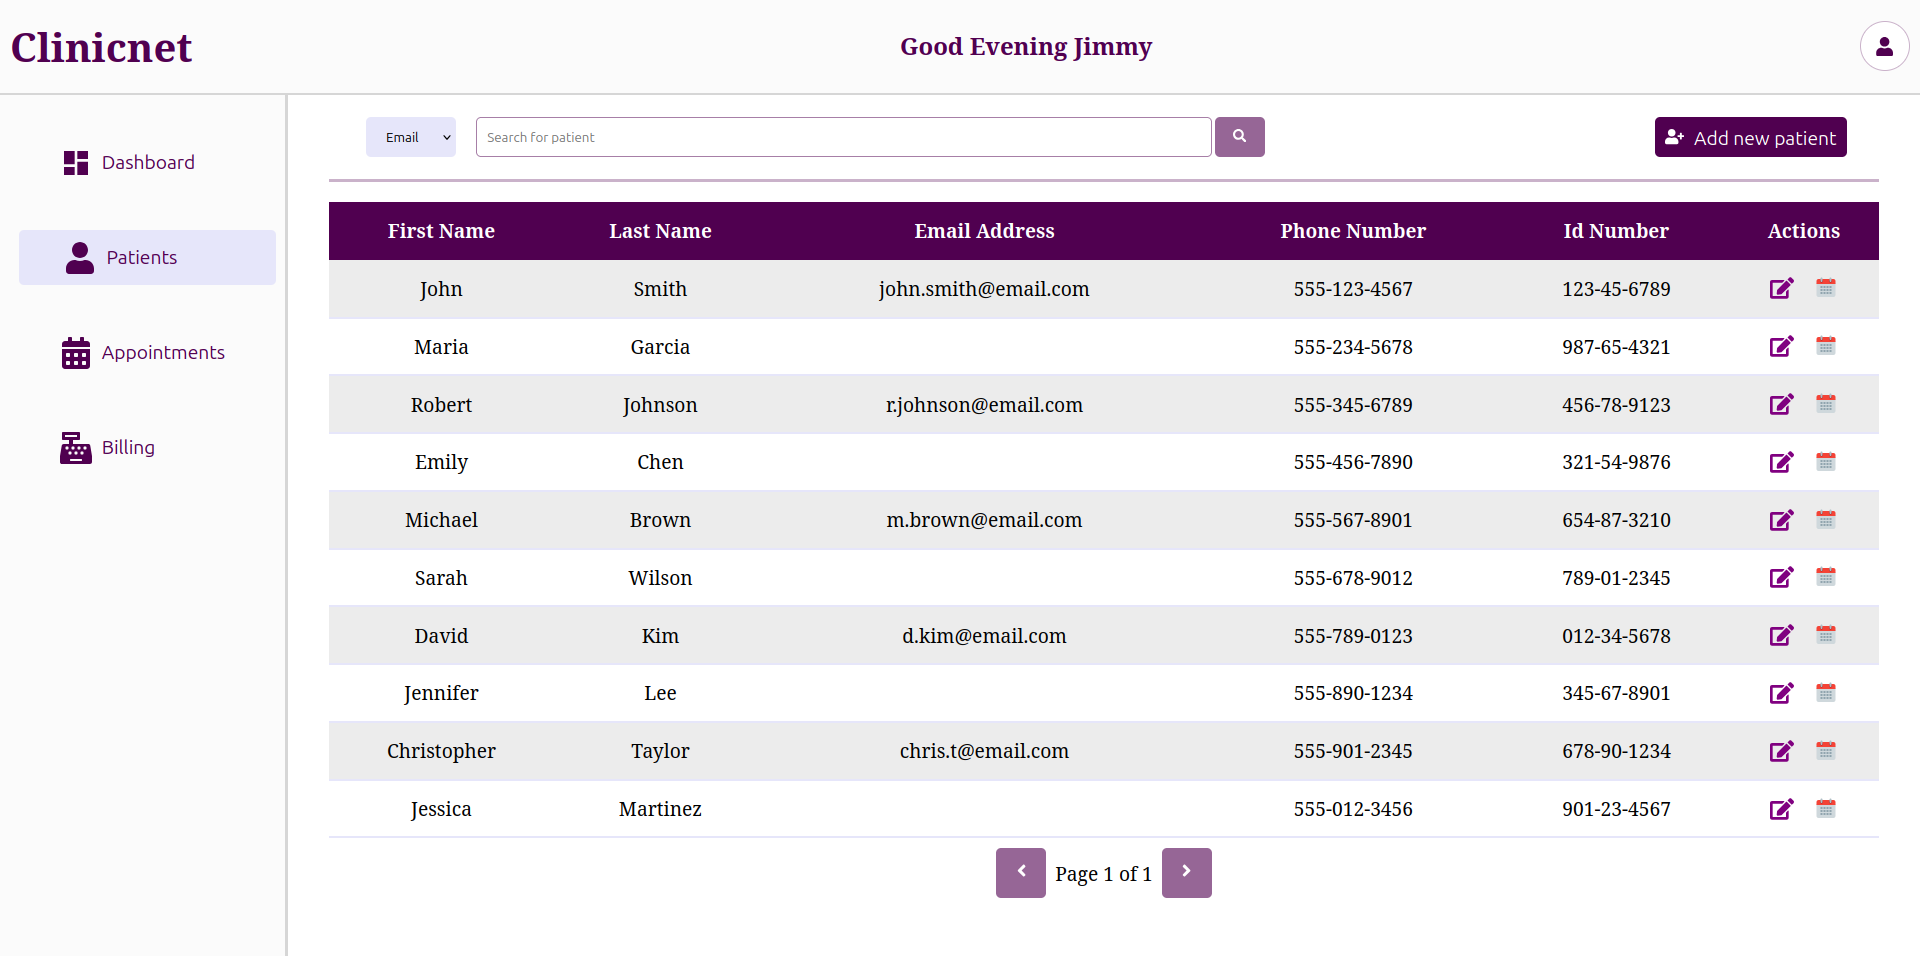 Clinicnet
Good Evening Jimmy
Dashboard
Patients
Appointments
Billing
Email
Search for patient
Add new patient
First Name Last Name Email Address Phone Number Id Number Actions
John Smith john.smith@email.com 555-123-4567 123-45-6789
Maria Garcia 555-234-5678 987-65-4321
Robert Johnson r.johnson@email.com 555-345-6789 456-78-9123
Emily Chen 555-456-7890 321-54-9876
Michael Brown m.brown@email.com 555-567-8901 654-87-3210
Sarah Wilson 555-678-9012 789-01-2345
David Kim d.kim@email.com 555-789-0123 012-34-5678
Jennifer Lee 555-890-1234 345-67-8901
Christopher Taylor chris.t@email.com 555-901-2345 678-90-1234
Jessica Martinez 555-012-3456 901-23-4567
Page 1 of 1